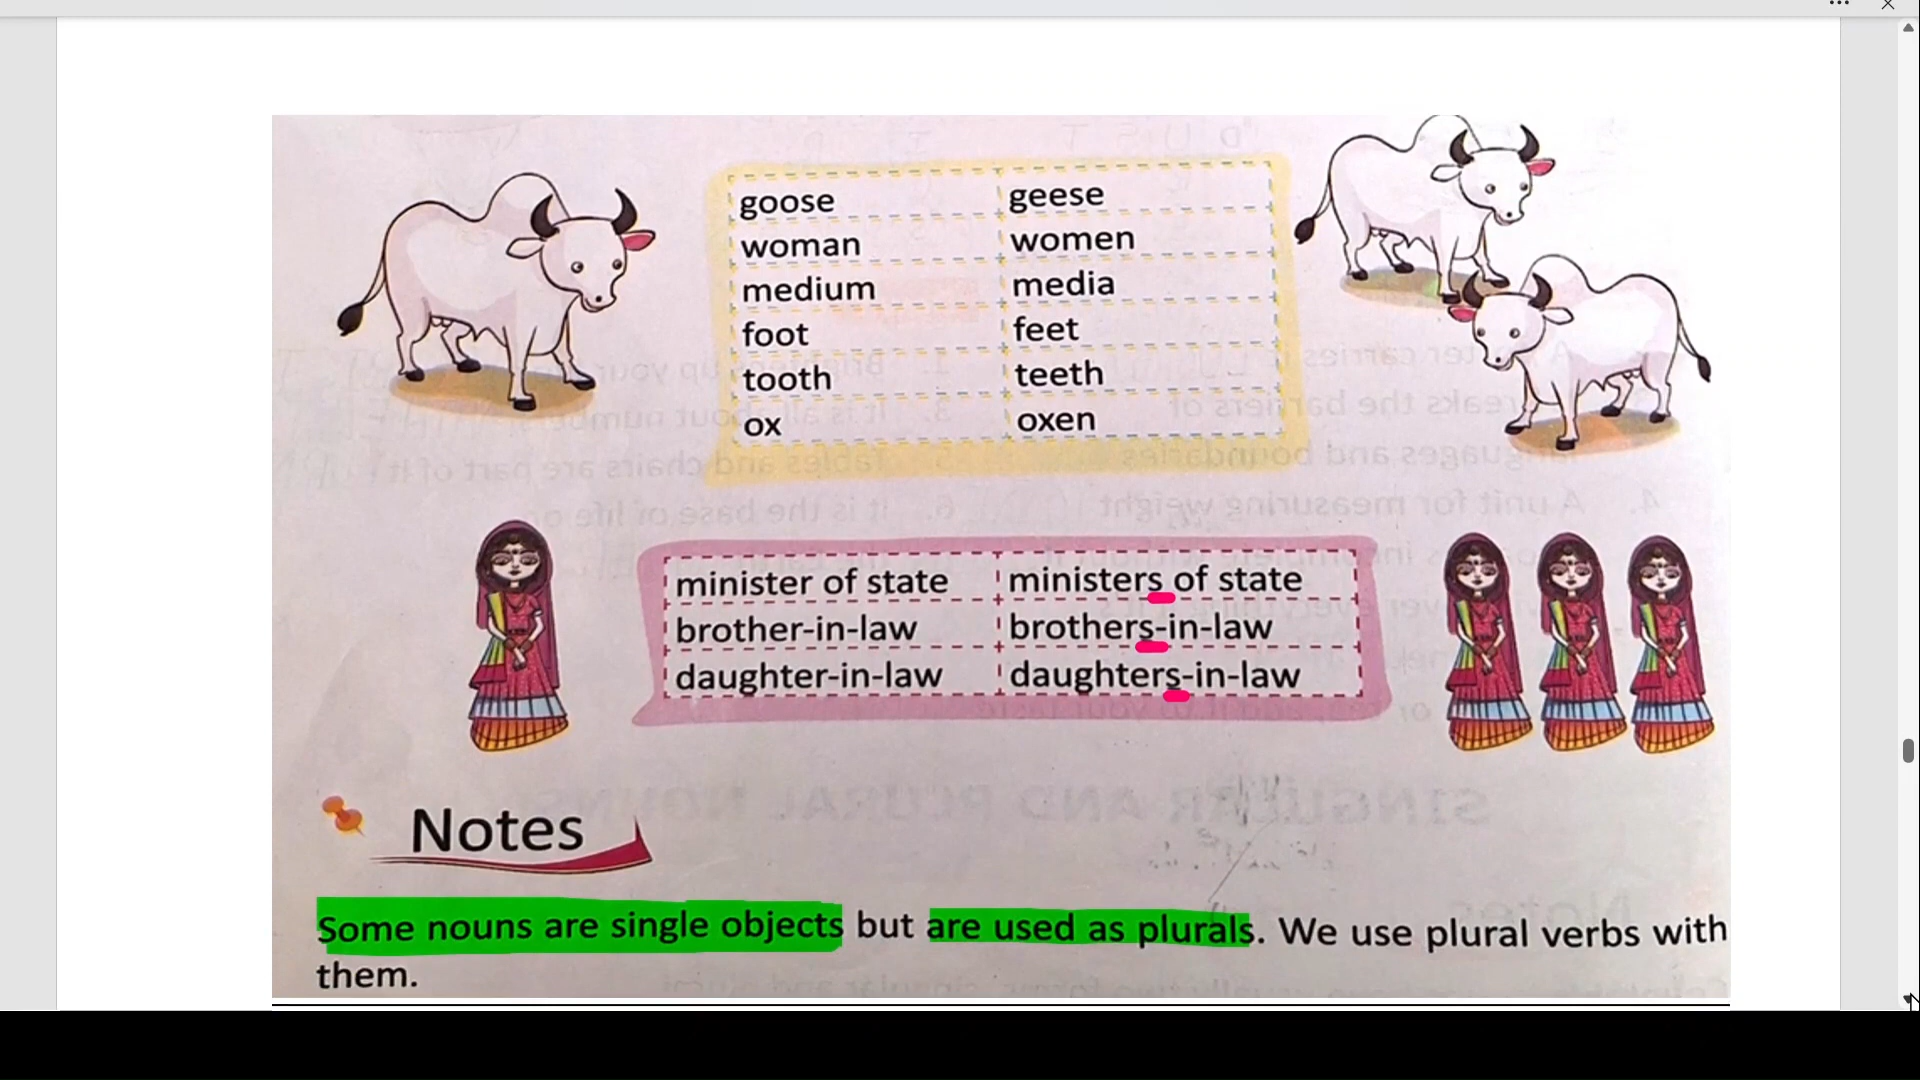 goose geese
woman women
medium media
foot feet
tooth teeth
ox oxen
minister of state ministers of state
brother-in-law brothers-in-law
daughter-in-law daughters-in-law
Notes
Some nouns are single objects but are used as plurals. We use plural verbs with
them.